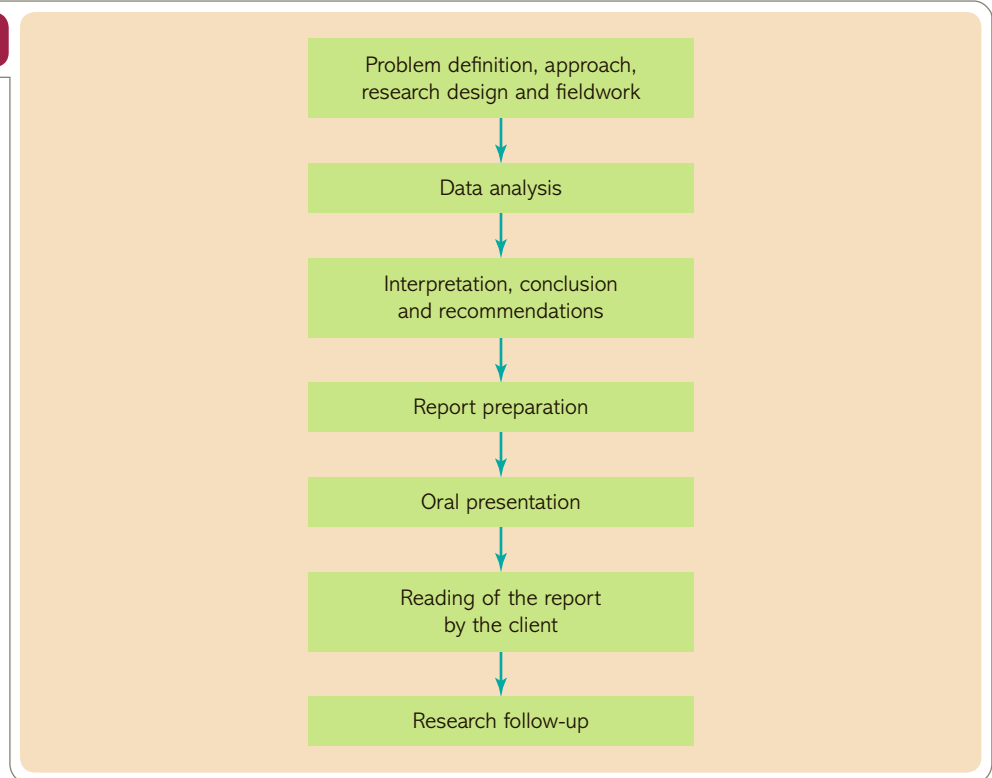 Problem definition, approach,
research design and fieldwork
Data analysis
Interpretation, conclusion
and recommendations
Report preparation
Oral presentation
Reading of the report
by the client
Research follow-up